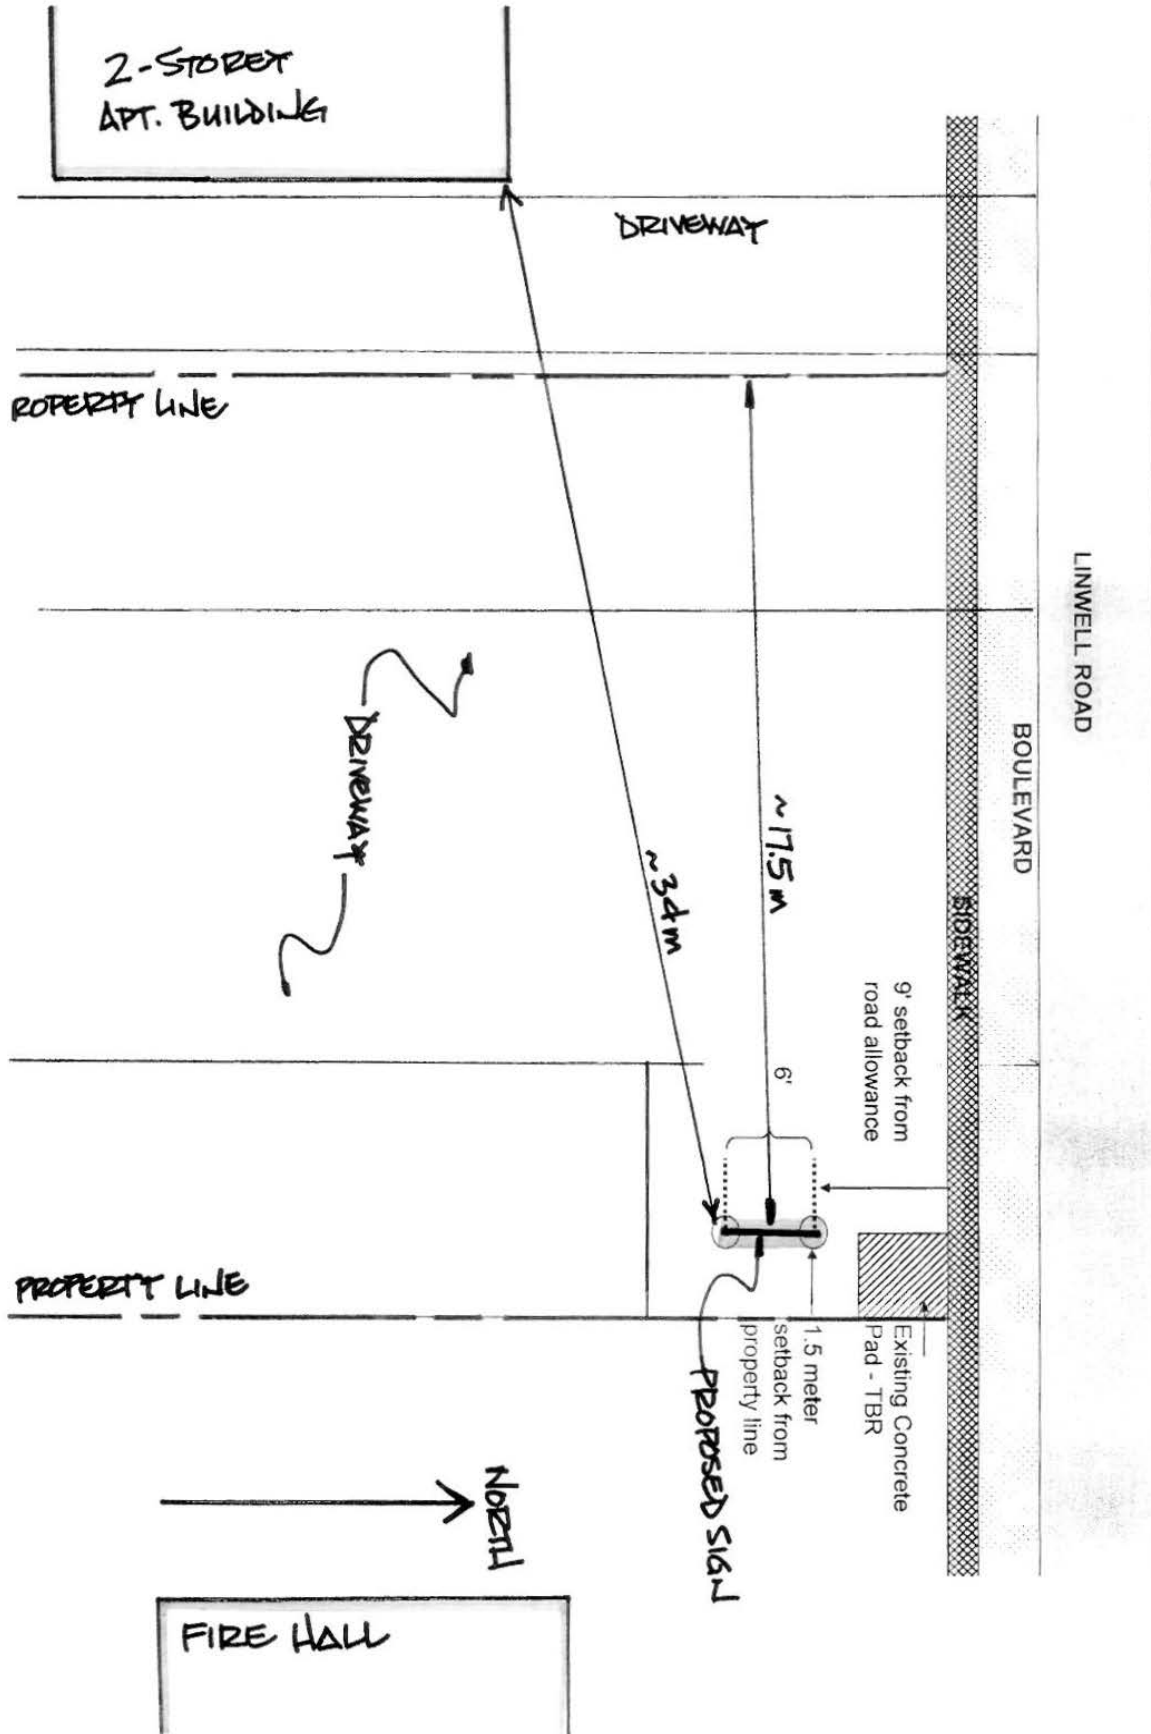 2-STOREY
APT. BUILDING
DRIVEWAY
ROPERTY LINE
LINWELL ROAD
BOULEVARD
SIDEWALK
DRIVEWAY
~17.5m
~34m
9' setback from
road allowance
6'
PROPERTY LINE
1.5 meter
setback from
property line
Existing Concrete
Pad - TBR
PROPOSED SIGN
NORTH
FIRE HALL